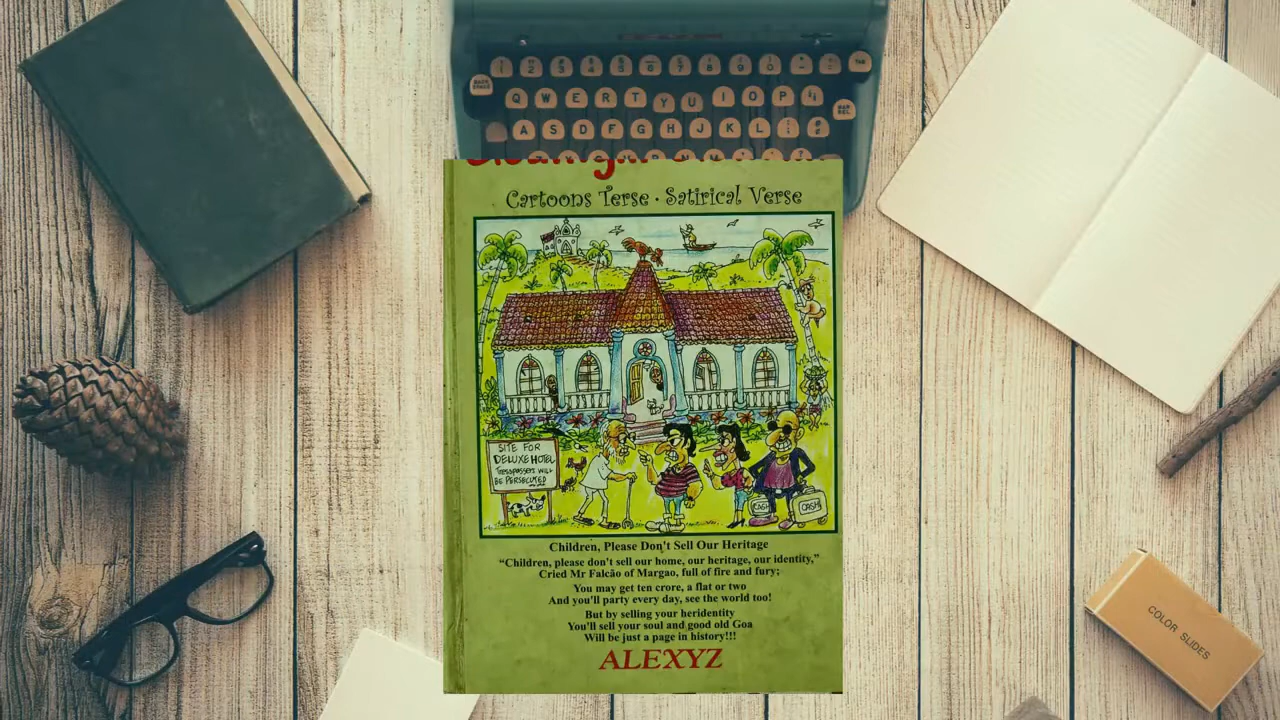 BACK SPACE
Q W E R T Y U I O P
MAR REL
A S D F G H J K L
Cartoons Terse · Satirical Verse
SITE FOR
DELUXE HOTEL
TRESPASSERS WILL
BE PERSECUTED
CASH
CASH
Children, Please Don't Sell Our Heritage
“Children, please don't sell our home, our heritage, our identity,”
Cried Mr Falcão of Margao, full of fire and fury;
You may get ten crore, a flat or two
And you'll party every day, see the world too!
But by selling your heridentity
You'll sell your soul and good old Goa
Will be just a page in history!!!
ALEXYZ
COLOR SLIDES